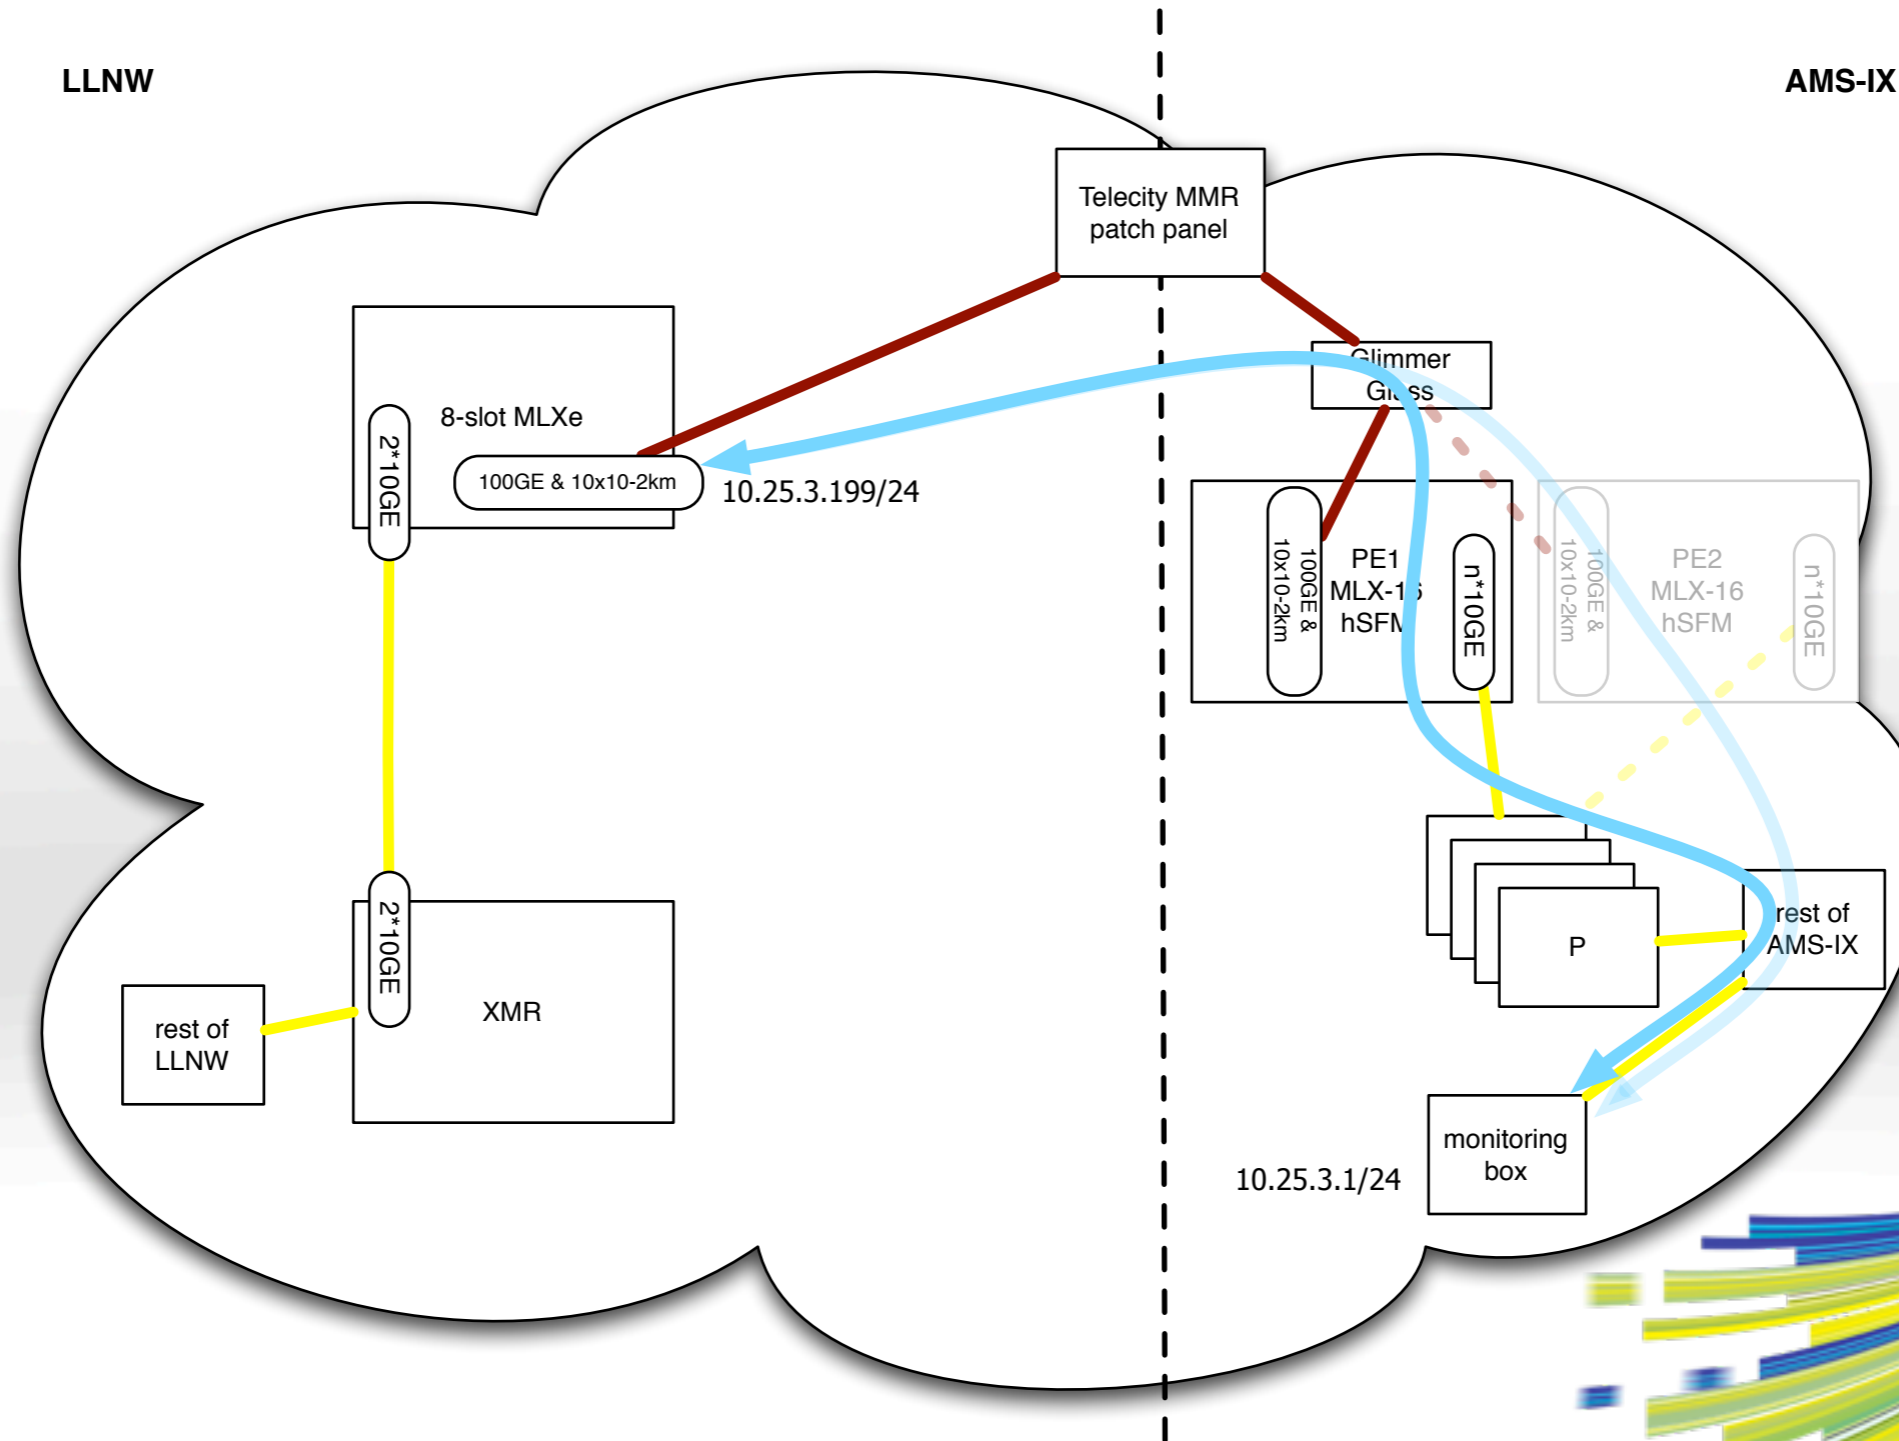 LLNW
AMS-IX
Telecity MMR
patch panel
Glimmer
Glass
8-slot MLXe
2*10GE
100GE & 10x10-2km
10.25.3.199/24
100GE &
10x10-2km
PE1
MLX-16
hSFM
n*10GE
100GE &
10x10-2km
PE2
MLX-16
hSFM
n*10GE
2*10GE
XMR
rest of
LLNW
P
rest of
AMS-IX
monitoring
box
10.25.3.1/24